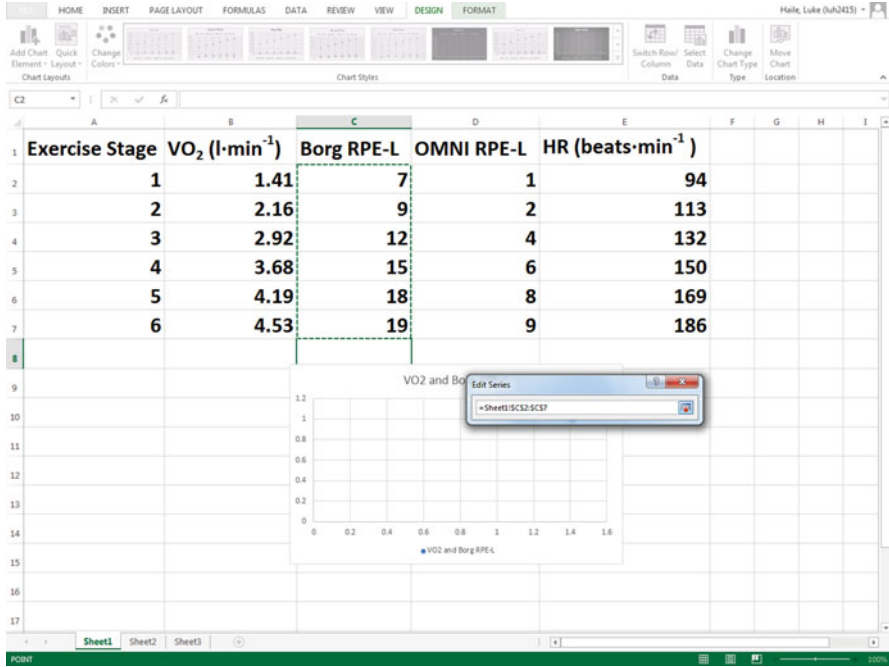 HOME INSERT PAGE LAYOUT FORMULAS DATA REVIEW VIEW DESIGN FORMAT Haile, Luke (luh2415)
Add Chart Quick Change Switch Row/ Select Change Move
Element Layout Colors Column Data Chart Type Chart
Chart Layouts Chart Styles Data Type Location
C2 fx
A B C D E F G H I
1 Exercise Stage VO2 (l·min-1) Borg RPE-L OMNI RPE-L HR (beats·min-1 )
2 1 1.41 7 1 94
3 2 2.16 9 2 113
4 3 2.92 12 4 132
5 4 3.68 15 6 150
6 5 4.19 18 8 169
7 6 4.53 19 9 186
8
9 VO2 and Bo Edit Series
1.2 =Sheet1!$C$2:$C$7
10 1
0.8
11 0.6
12 0.4
0.2
13 0
14 0 0.2 0.4 0.6 0.8 1 1.2 1.4 1.6
VO2 and Borg RPE-L
15
16
17
Sheet1 Sheet2 Sheet3
POINT 100%